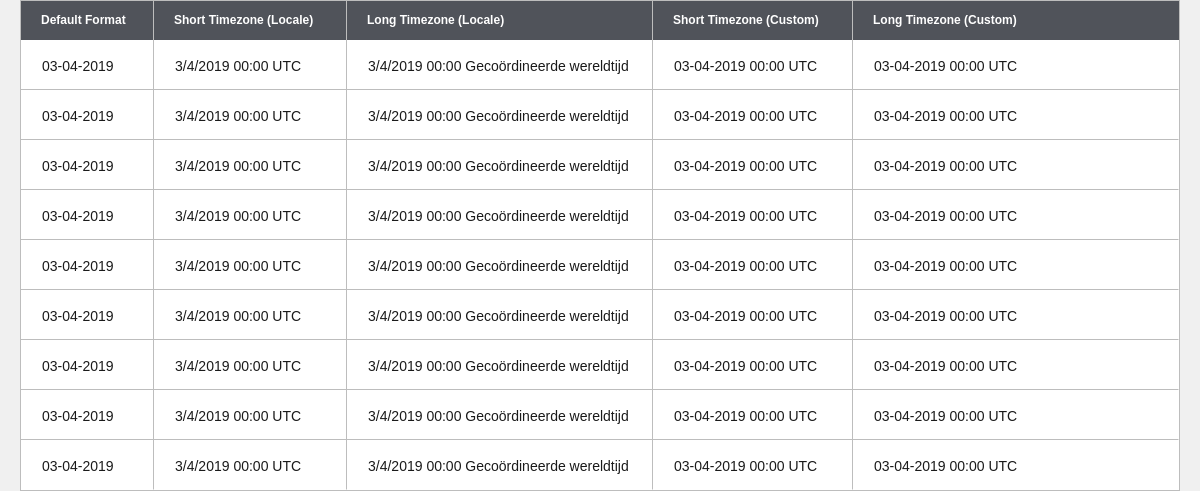 Default Format Short Timezone (Locale) Long Timezone (Locale) Short Timezone (Custom) Long Timezone (Custom)
03-04-2019 3/4/2019 00:00 UTC 3/4/2019 00:00 Gecoördineerde wereldtijd 03-04-2019 00:00 UTC 03-04-2019 00:00 UTC
03-04-2019 3/4/2019 00:00 UTC 3/4/2019 00:00 Gecoördineerde wereldtijd 03-04-2019 00:00 UTC 03-04-2019 00:00 UTC
03-04-2019 3/4/2019 00:00 UTC 3/4/2019 00:00 Gecoördineerde wereldtijd 03-04-2019 00:00 UTC 03-04-2019 00:00 UTC
03-04-2019 3/4/2019 00:00 UTC 3/4/2019 00:00 Gecoördineerde wereldtijd 03-04-2019 00:00 UTC 03-04-2019 00:00 UTC
03-04-2019 3/4/2019 00:00 UTC 3/4/2019 00:00 Gecoördineerde wereldtijd 03-04-2019 00:00 UTC 03-04-2019 00:00 UTC
03-04-2019 3/4/2019 00:00 UTC 3/4/2019 00:00 Gecoördineerde wereldtijd 03-04-2019 00:00 UTC 03-04-2019 00:00 UTC
03-04-2019 3/4/2019 00:00 UTC 3/4/2019 00:00 Gecoördineerde wereldtijd 03-04-2019 00:00 UTC 03-04-2019 00:00 UTC
03-04-2019 3/4/2019 00:00 UTC 3/4/2019 00:00 Gecoördineerde wereldtijd 03-04-2019 00:00 UTC 03-04-2019 00:00 UTC
03-04-2019 3/4/2019 00:00 UTC 3/4/2019 00:00 Gecoördineerde wereldtijd 03-04-2019 00:00 UTC 03-04-2019 00:00 UTC